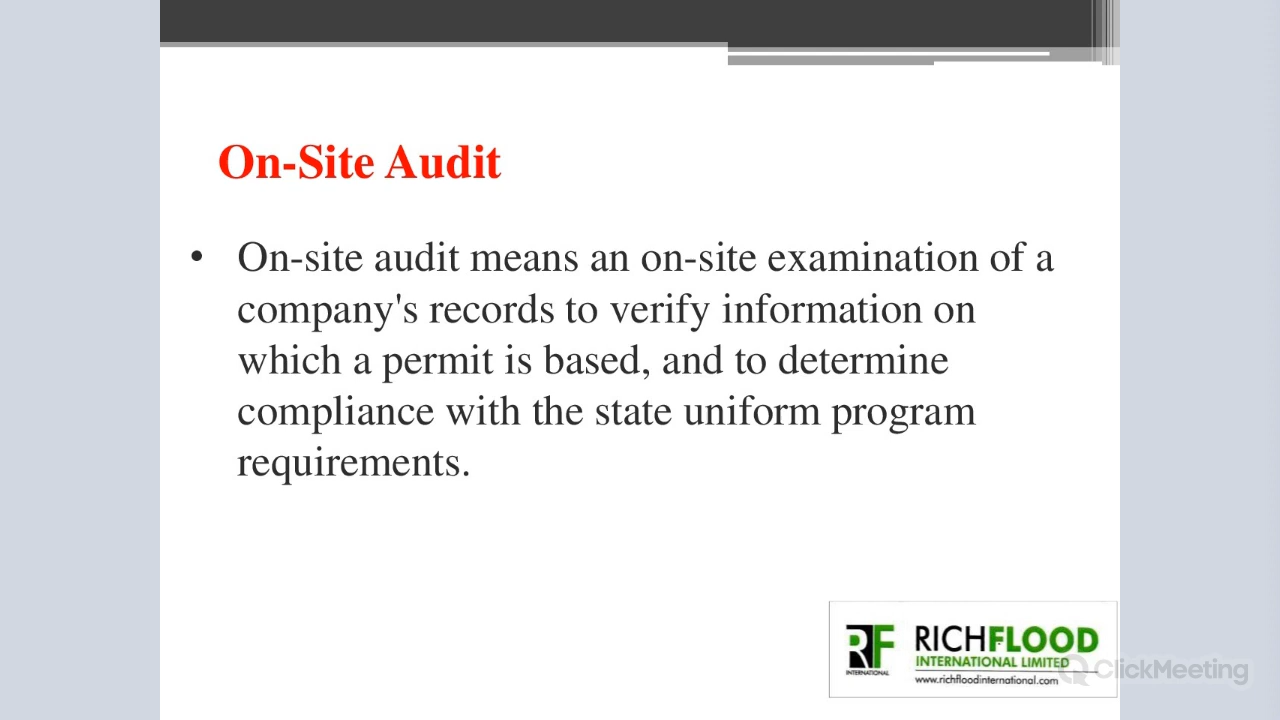 On-Site Audit
• On-site audit means an on-site examination of a
company's records to verify information on
which a permit is based, and to determine
compliance with the state uniform program
requirements.
RF
INTERNATIONAL
RICHFLOOD
INTERNATIONAL LIMITED
www.richfloodinternational.com
ClickMeeting